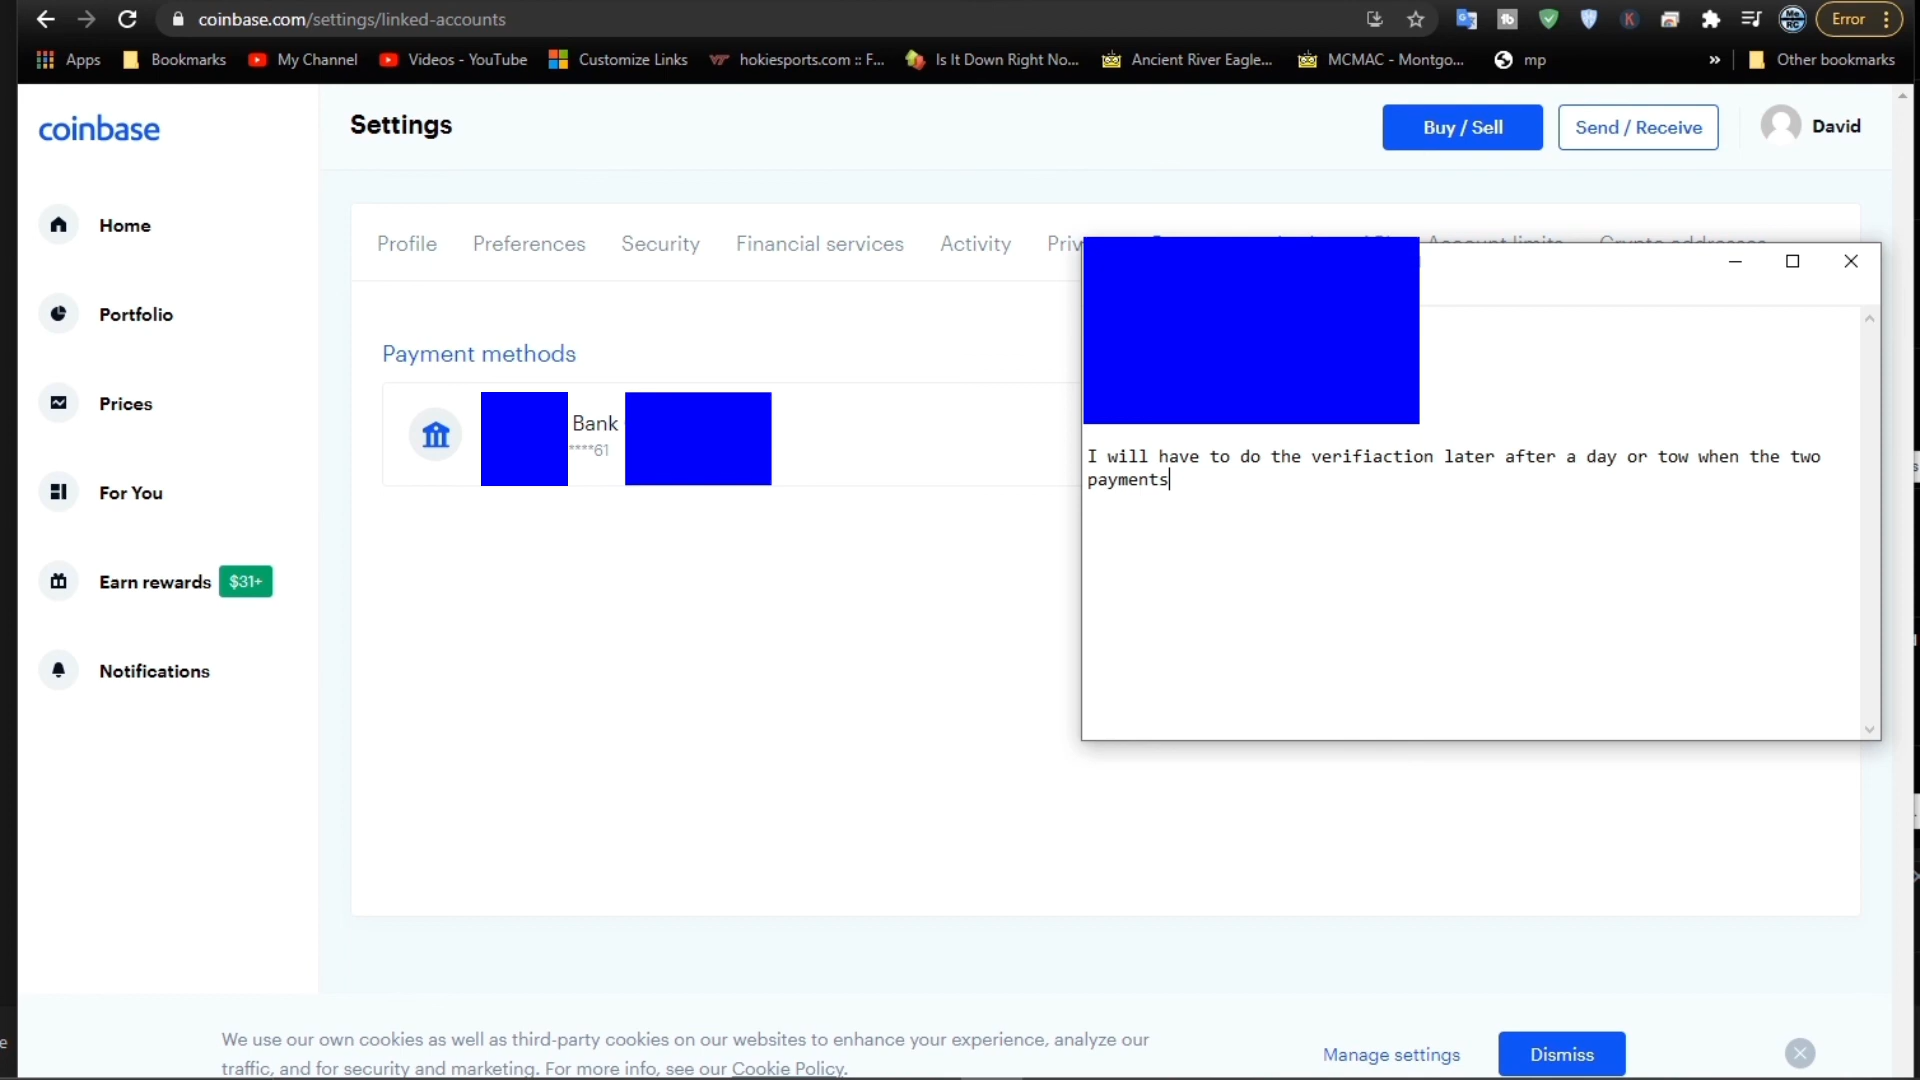 coinbase.com/settings/linked-accounts
Error
Apps
Bookmarks
My Channel
Videos - YouTube
Customize Links
hokiesports.com :: F...
Is It Down Right No...
Ancient River Eagle...
MCMAC - Montgo...
mp
»
Other bookmarks
coinbase
Settings
Buy / Sell
Send / Receive
David
Home
Portfolio
Prices
For You
Earn rewards $31+
Notifications
Profile
Preferences
Security
Financial services
Activity
Payment methods
Bank
****61
I will have to do the verifiaction later after a day or tow when the two
payments
We use our own cookies as well as third-party cookies on our websites to enhance your experience, analyze our
traffic, and for security and marketing. For more info, see our Cookie Policy.
Manage settings
Dismiss